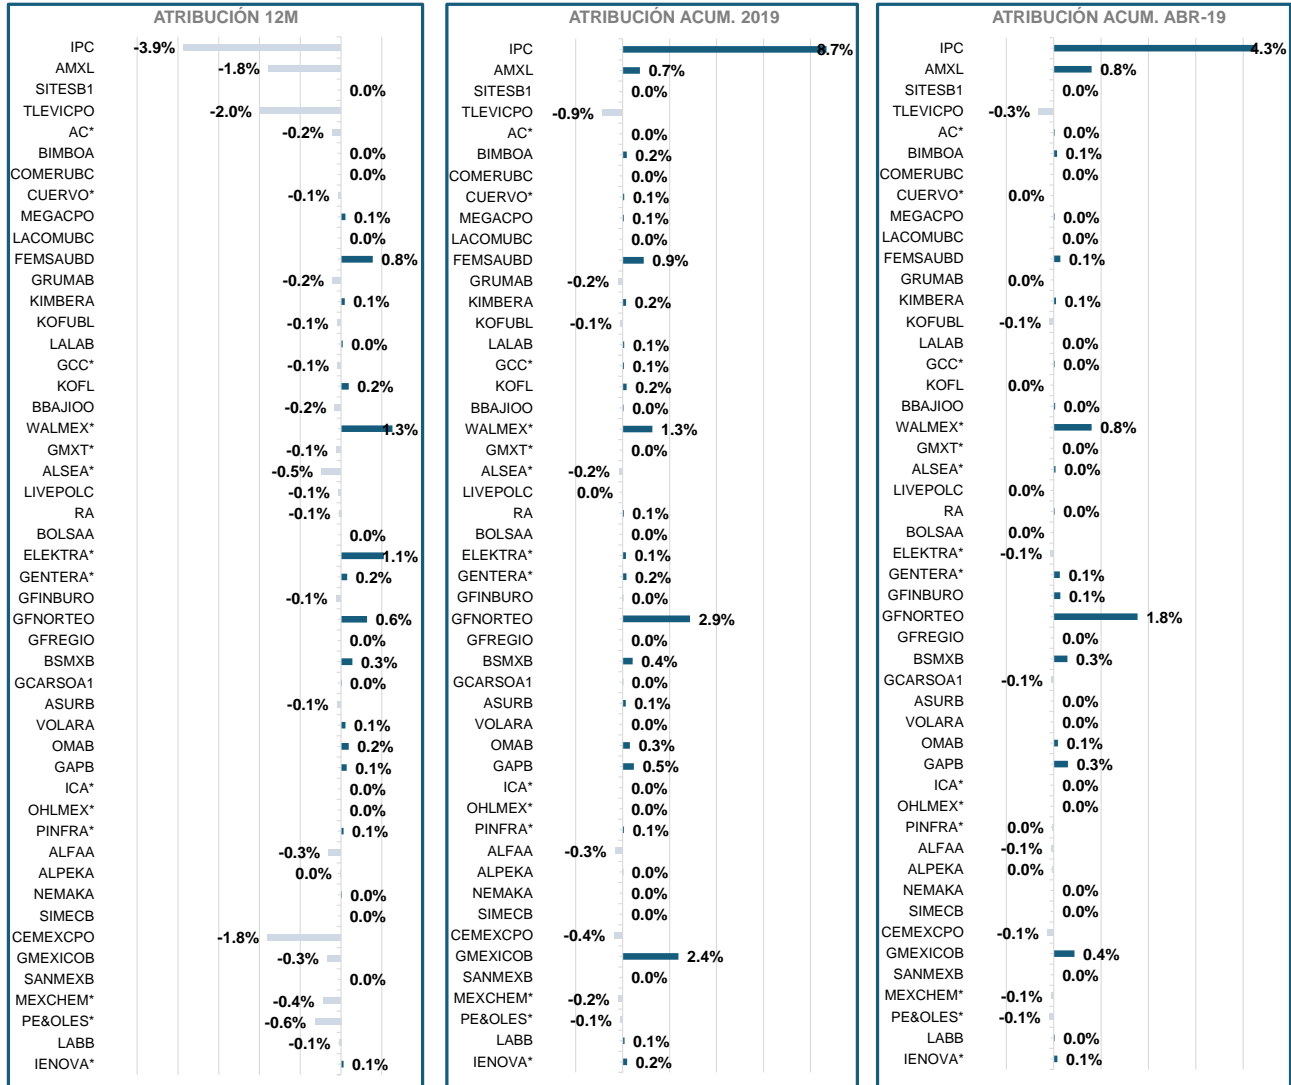 ATRIBUCIÓN 12M
IPC -3.9%
AMXL -1.8%
SITESB1 0.0%
TLEVICPO -2.0%
AC* -0.2%
BIMBOA 0.0%
COMERUBC 0.0%
CUERVO* -0.1%
MEGACPO 0.1%
LACOMUBC 0.0%
FEMSAUBD 0.8%
GRUMAB -0.2%
KIMBERA 0.1%
KOFUBL -0.1%
LALAB 0.0%
GCC* -0.1%
KOFL 0.2%
BBAJIOO -0.2%
WALMEX* 1.3%
GMXT* -0.1%
ALSEA* -0.5%
LIVEPOLC -0.1%
RA -0.1%
BOLSAA 0.0%
ELEKTRA* 1.1%
GENTERA* 0.2%
GFINBURO -0.1%
GFNORTEO 0.6%
GFREGIO 0.0%
BSMXB 0.3%
GCARSOA1 0.0%
ASURB -0.1%
VOLARA 0.1%
OMAB 0.2%
GAPB 0.1%
ICA* 0.0%
OHLMEX* 0.0%
PINFRA* 0.1%
ALFAA -0.3%
ALPEKA 0.0%
NEMAKA 0.0%
SIMECB 0.0%
CEMEXCPO -1.8%
GMEXICOB -0.3%
SANMEXB 0.0%
MEXCHEM* -0.4%
PE&OLES* -0.6%
LABB -0.1%
IENOVA* 0.1%
ATRIBUCIÓN ACUM. 2019
IPC 8.7%
AMXL 0.7%
SITESB1 0.0%
TLEVICPO -0.9%
AC* 0.0%
BIMBOA 0.2%
COMERUBC 0.0%
CUERVO* 0.1%
MEGACPO 0.1%
LACOMUBC 0.0%
FEMSAUBD 0.9%
GRUMAB -0.2%
KIMBERA 0.2%
KOFUBL -0.1%
LALAB 0.1%
GCC* 0.1%
KOFL 0.2%
BBAJIOO 0.0%
WALMEX* 1.3%
GMXT* 0.0%
ALSEA* -0.2%
LIVEPOLC 0.0%
RA 0.1%
BOLSAA 0.0%
ELEKTRA* 0.1%
GENTERA* 0.2%
GFINBURO 0.0%
GFNORTEO 2.9%
GFREGIO 0.0%
BSMXB 0.4%
GCARSOA1 0.0%
ASURB 0.1%
VOLARA 0.0%
OMAB 0.3%
GAPB 0.5%
ICA* 0.0%
OHLMEX* 0.0%
PINFRA* 0.1%
ALFAA -0.3%
ALPEKA 0.0%
NEMAKA 0.0%
SIMECB 0.0%
CEMEXCPO -0.4%
GMEXICOB 2.4%
SANMEXB 0.0%
MEXCHEM* -0.2%
PE&OLES* -0.1%
LABB 0.1%
IENOVA* 0.2%
ATRIBUCIÓN ACUM. ABR-19
IPC 4.3%
AMXL 0.8%
SITESB1 0.0%
TLEVICPO -0.3%
AC* 0.0%
BIMBOA 0.1%
COMERUBC 0.0%
CUERVO* 0.0%
MEGACPO 0.0%
LACOMUBC 0.0%
FEMSAUBD 0.1%
GRUMAB 0.0%
KIMBERA 0.1%
KOFUBL -0.1%
LALAB 0.0%
GCC* 0.0%
KOFL 0.0%
BBAJIOO 0.0%
WALMEX* 0.8%
GMXT* 0.0%
ALSEA* 0.0%
LIVEPOLC 0.0%
RA 0.0%
BOLSAA 0.0%
ELEKTRA* -0.1%
GENTERA* 0.1%
GFINBURO 0.1%
GFNORTEO 1.8%
GFREGIO 0.0%
BSMXB 0.3%
GCARSOA1 -0.1%
ASURB 0.0%
VOLARA 0.0%
OMAB 0.1%
GAPB 0.3%
ICA* 0.0%
OHLMEX* 0.0%
PINFRA* 0.0%
ALFAA -0.1%
ALPEKA 0.0%
NEMAKA 0.0%
SIMECB 0.0%
CEMEXCPO -0.1%
GMEXICOB 0.4%
SANMEXB 0.0%
MEXCHEM* -0.1%
PE&OLES* -0.1%
LABB 0.0%
IENOVA* 0.1%